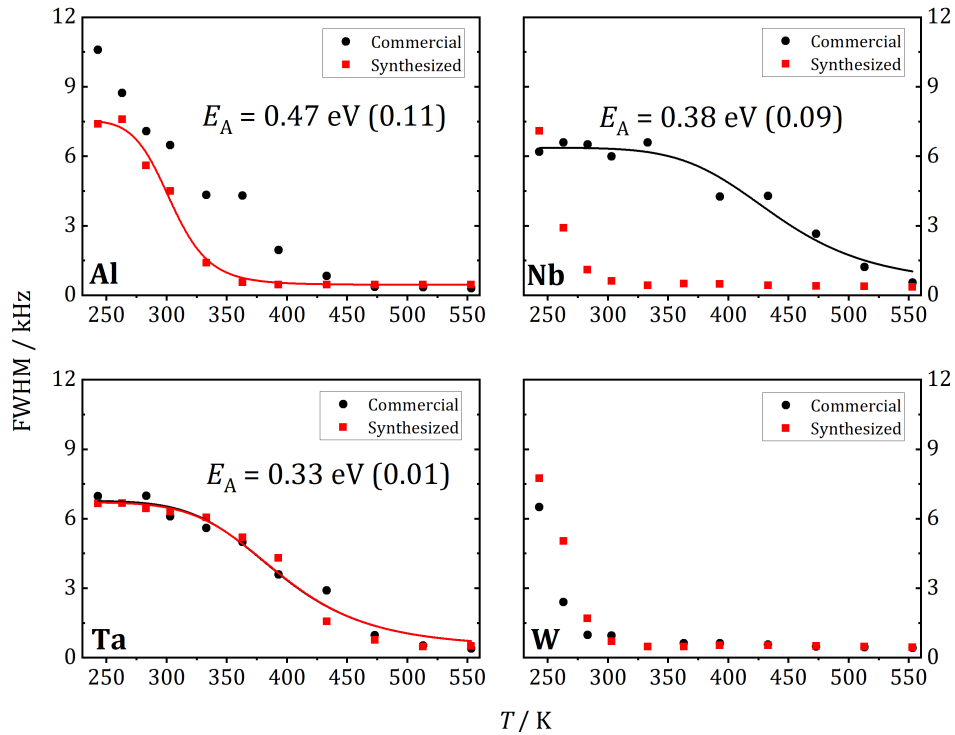 12
9
6
3
0
250 300 350 400 450 500 550
Commercial
Synthesized
EA = 0.47 eV (0.11)
Al
12
9
6
3
0
250 300 350 400 450 500 550
Commercial
Synthesized
EA = 0.38 eV (0.09)
Nb
12
9
6
3
0
250 300 350 400 450 500 550
Commercial
Synthesized
EA = 0.33 eV (0.01)
Ta
12
9
6
3
0
250 300 350 400 450 500 550
Commercial
Synthesized
W
FWHM / kHz
T / K